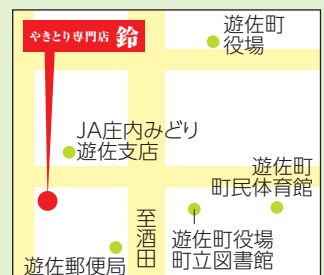 やきとり専門店 鈴
遊佐町
役場
JA庄内みどり
遊佐支店
遊佐町
町民体育館
至酒田
遊佐町役場
町立図書館
遊佐郵便局